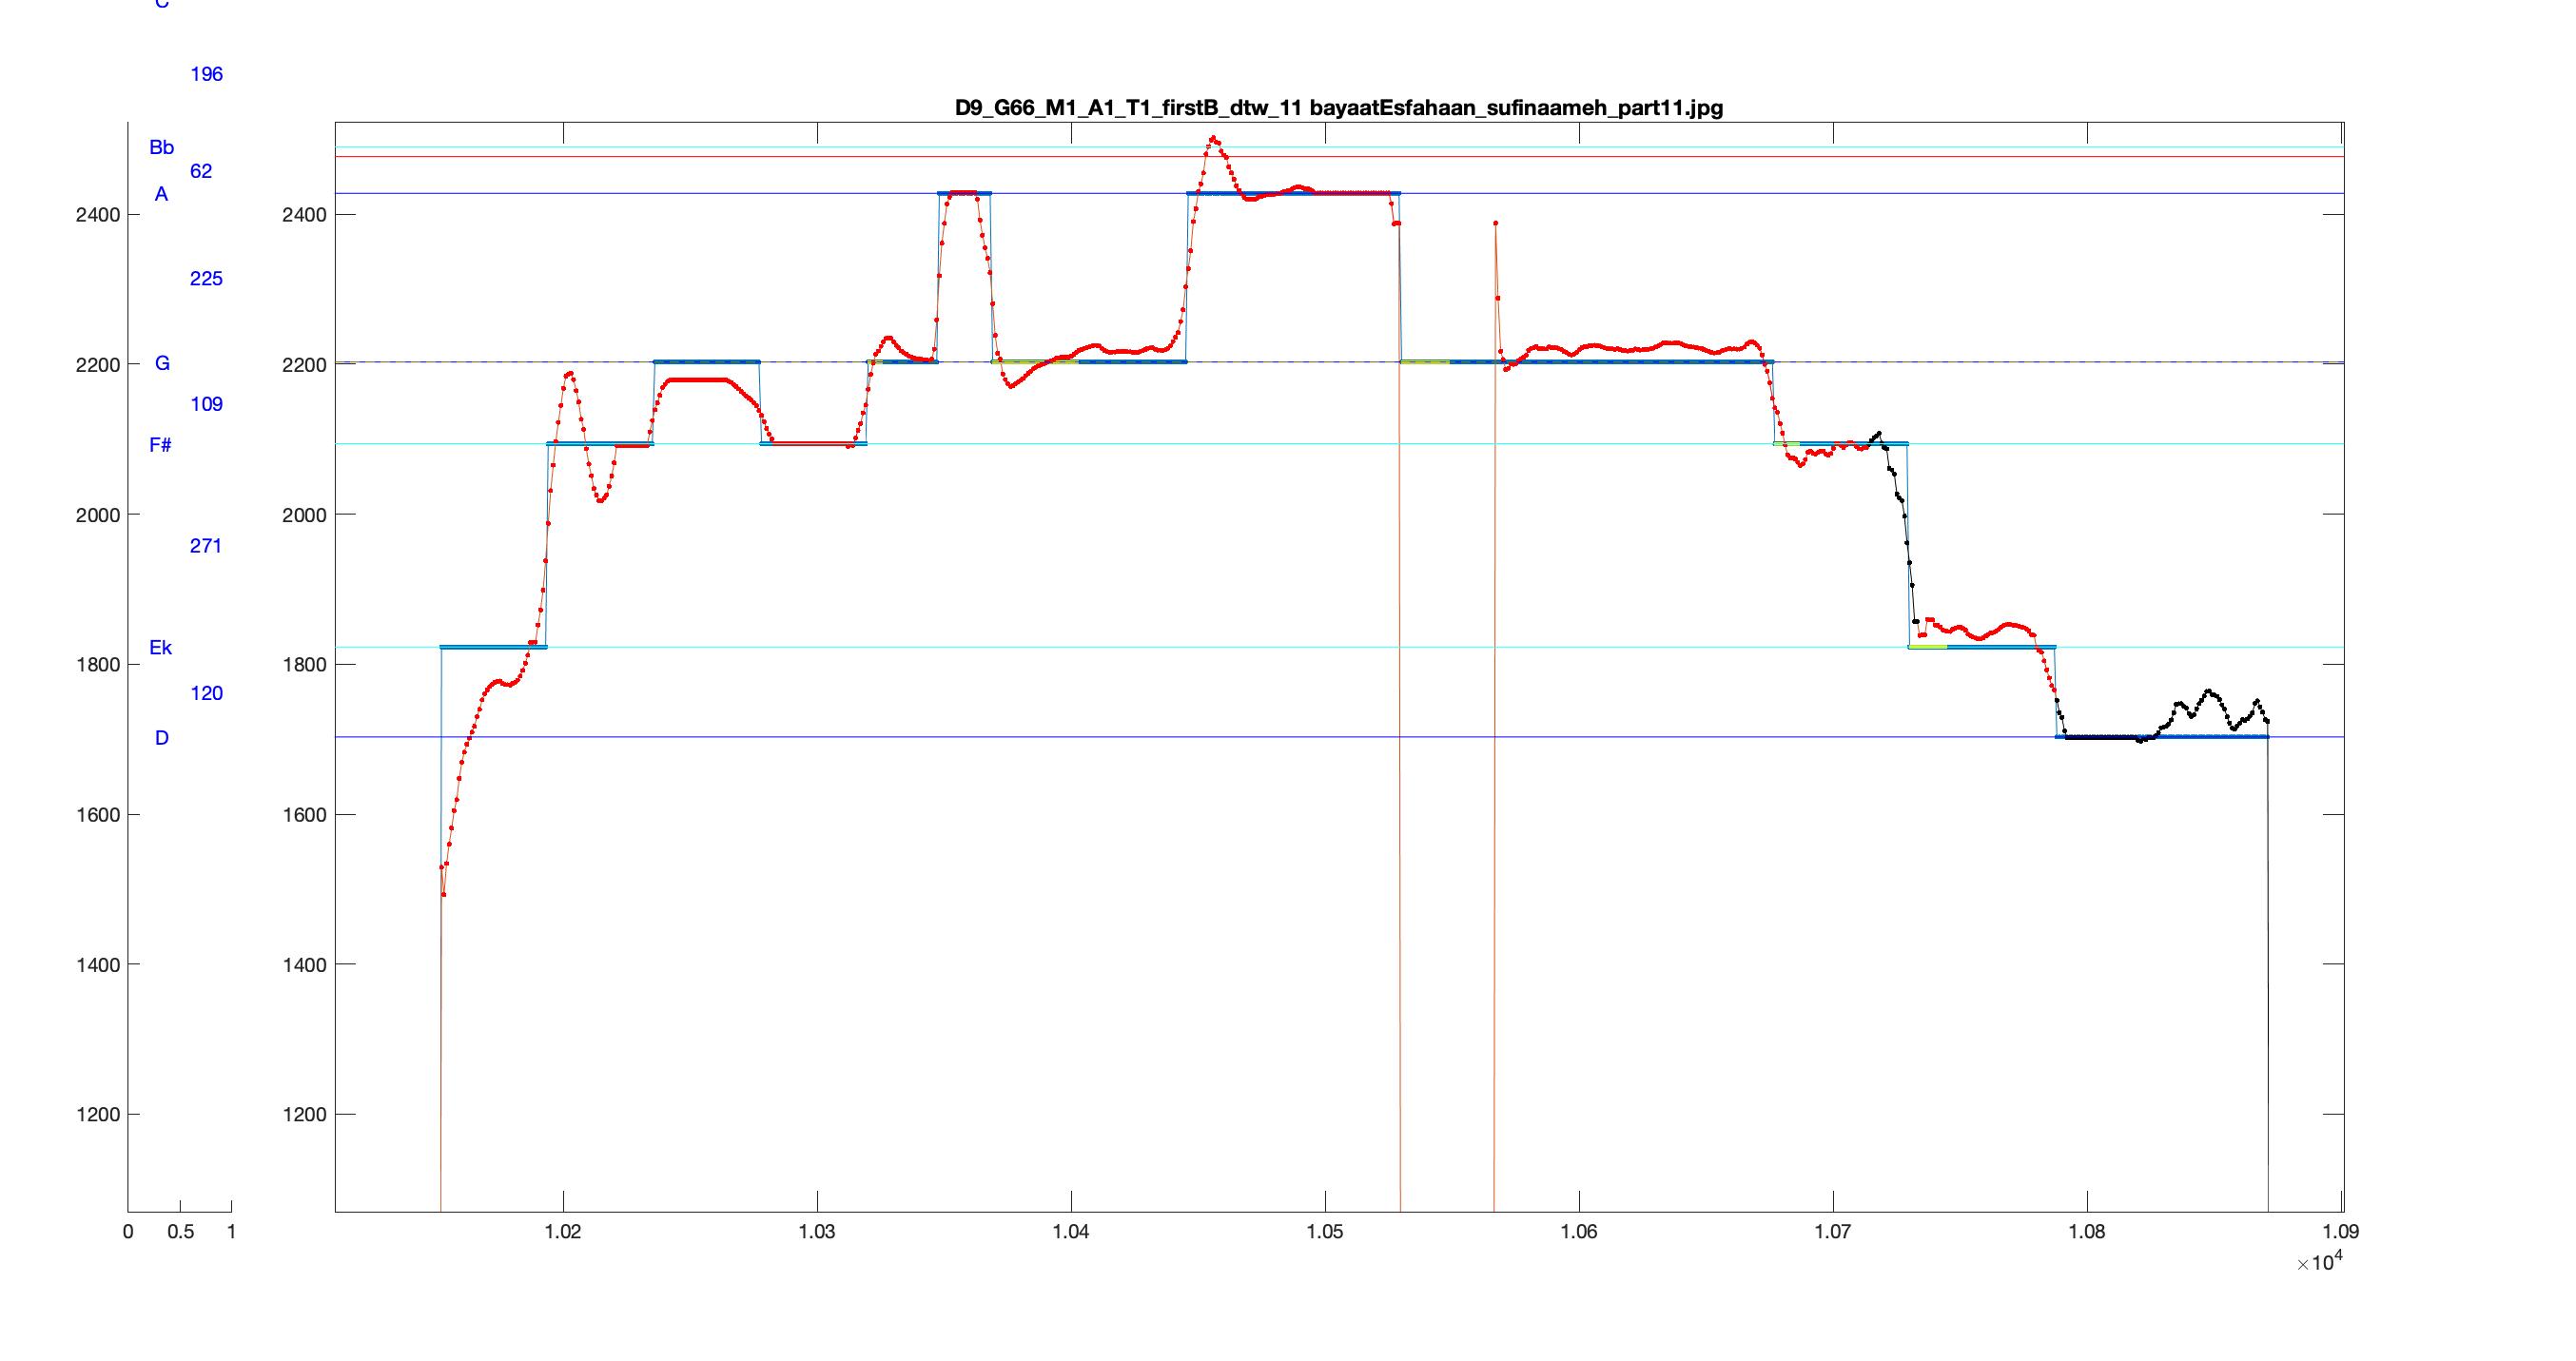 C
196
D9_G66_M1_A1_T1_firstB_dtw_11 bayaatEsfahaan_sufinaameh_part11.jpg
Bb
62
A
2400 2400
225
G
2200 2200
109
F#
2000 2000
271
Ek
1800 1800
120
D
1600 1600
1400 1400
1200 1200
0 0.5 1 1.02 1.03 1.04 1.05 1.06 1.07 1.08 1.09
×10⁴